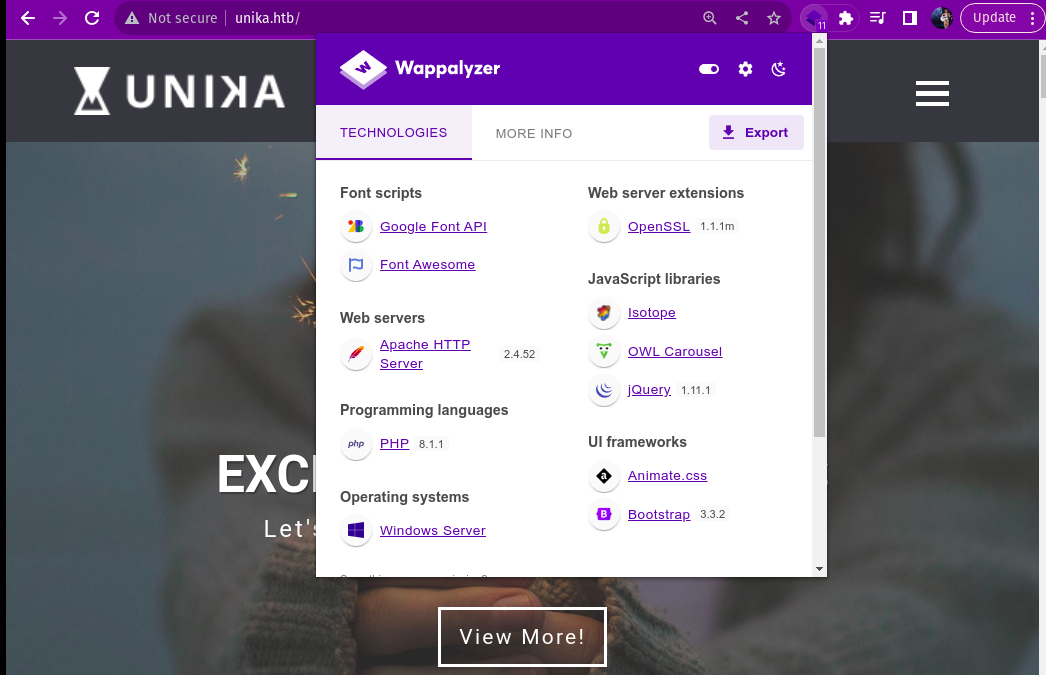 Not secure
unika.htb/
11
Update
UNIKA
Wappalyzer
TECHNOLOGIES
MORE INFO
Export
Font scripts
Google Font API
Font Awesome
Web servers
Apache HTTP
Server
2.4.52
Programming languages
php
PHP 8.1.1
Operating systems
Windows Server
Web server extensions
OpenSSL 1.1.1m
JavaScript libraries
Isotope
OWL Carousel
jQuery 1.11.1
UI frameworks
a
Animate.css
B
Bootstrap 3.3.2
EXC
Let's
View More!